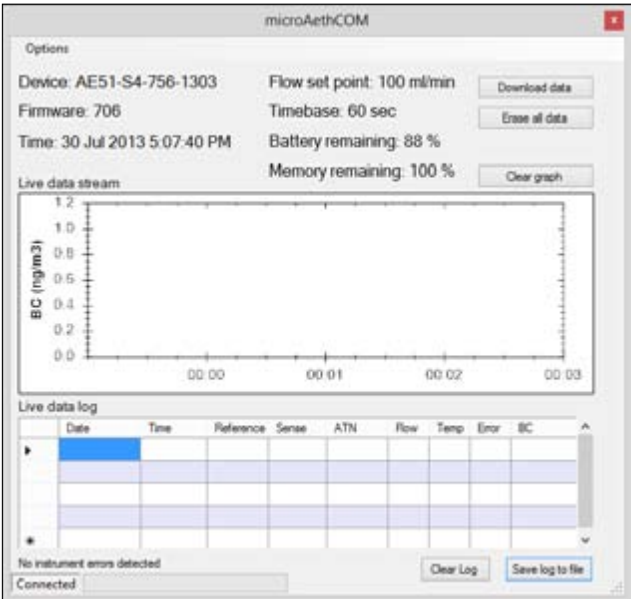 microAethCOM
x
Options
Device: AE51-S4-756-1303
Flow set point: 100 ml/min
Download data
Firmware: 706
Timebase: 60 sec
Erase all data
Time: 30 Jul 2013 5:07:40 PM
Battery remaining: 88 %
Memory remaining: 100 %
Clear graph
Live data stream
BC (ng/m3)
1.2
1.0
0.8
0.6
0.4
0.2
0.0
00:00 00:01 00:02 00:03
Live data log
Date Time Reference Sense ATN Flow Temp Error BC
No instrument errors detected
Clear Log
Save log to file
Connected